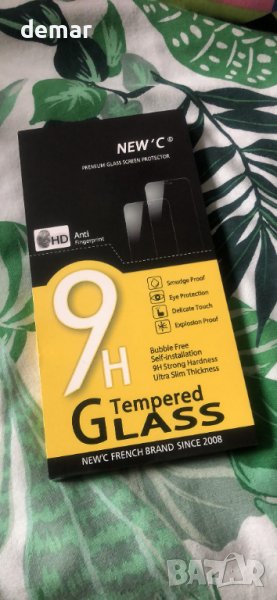 demar
NEW'C®
PREMIUM GLASS SCREEN PROTECTOR
HD
Anti
Fingerprint
9H
Smudge Proof
Eye Protection
Delicate Touch
Explosion Proof
Bubble Free
Self-installation
9H Strong Hardness
Ultra Slim Thickness
Tempered
GLASS
NEW'C FRENCH BRAND SINCE 2008
BAZAR